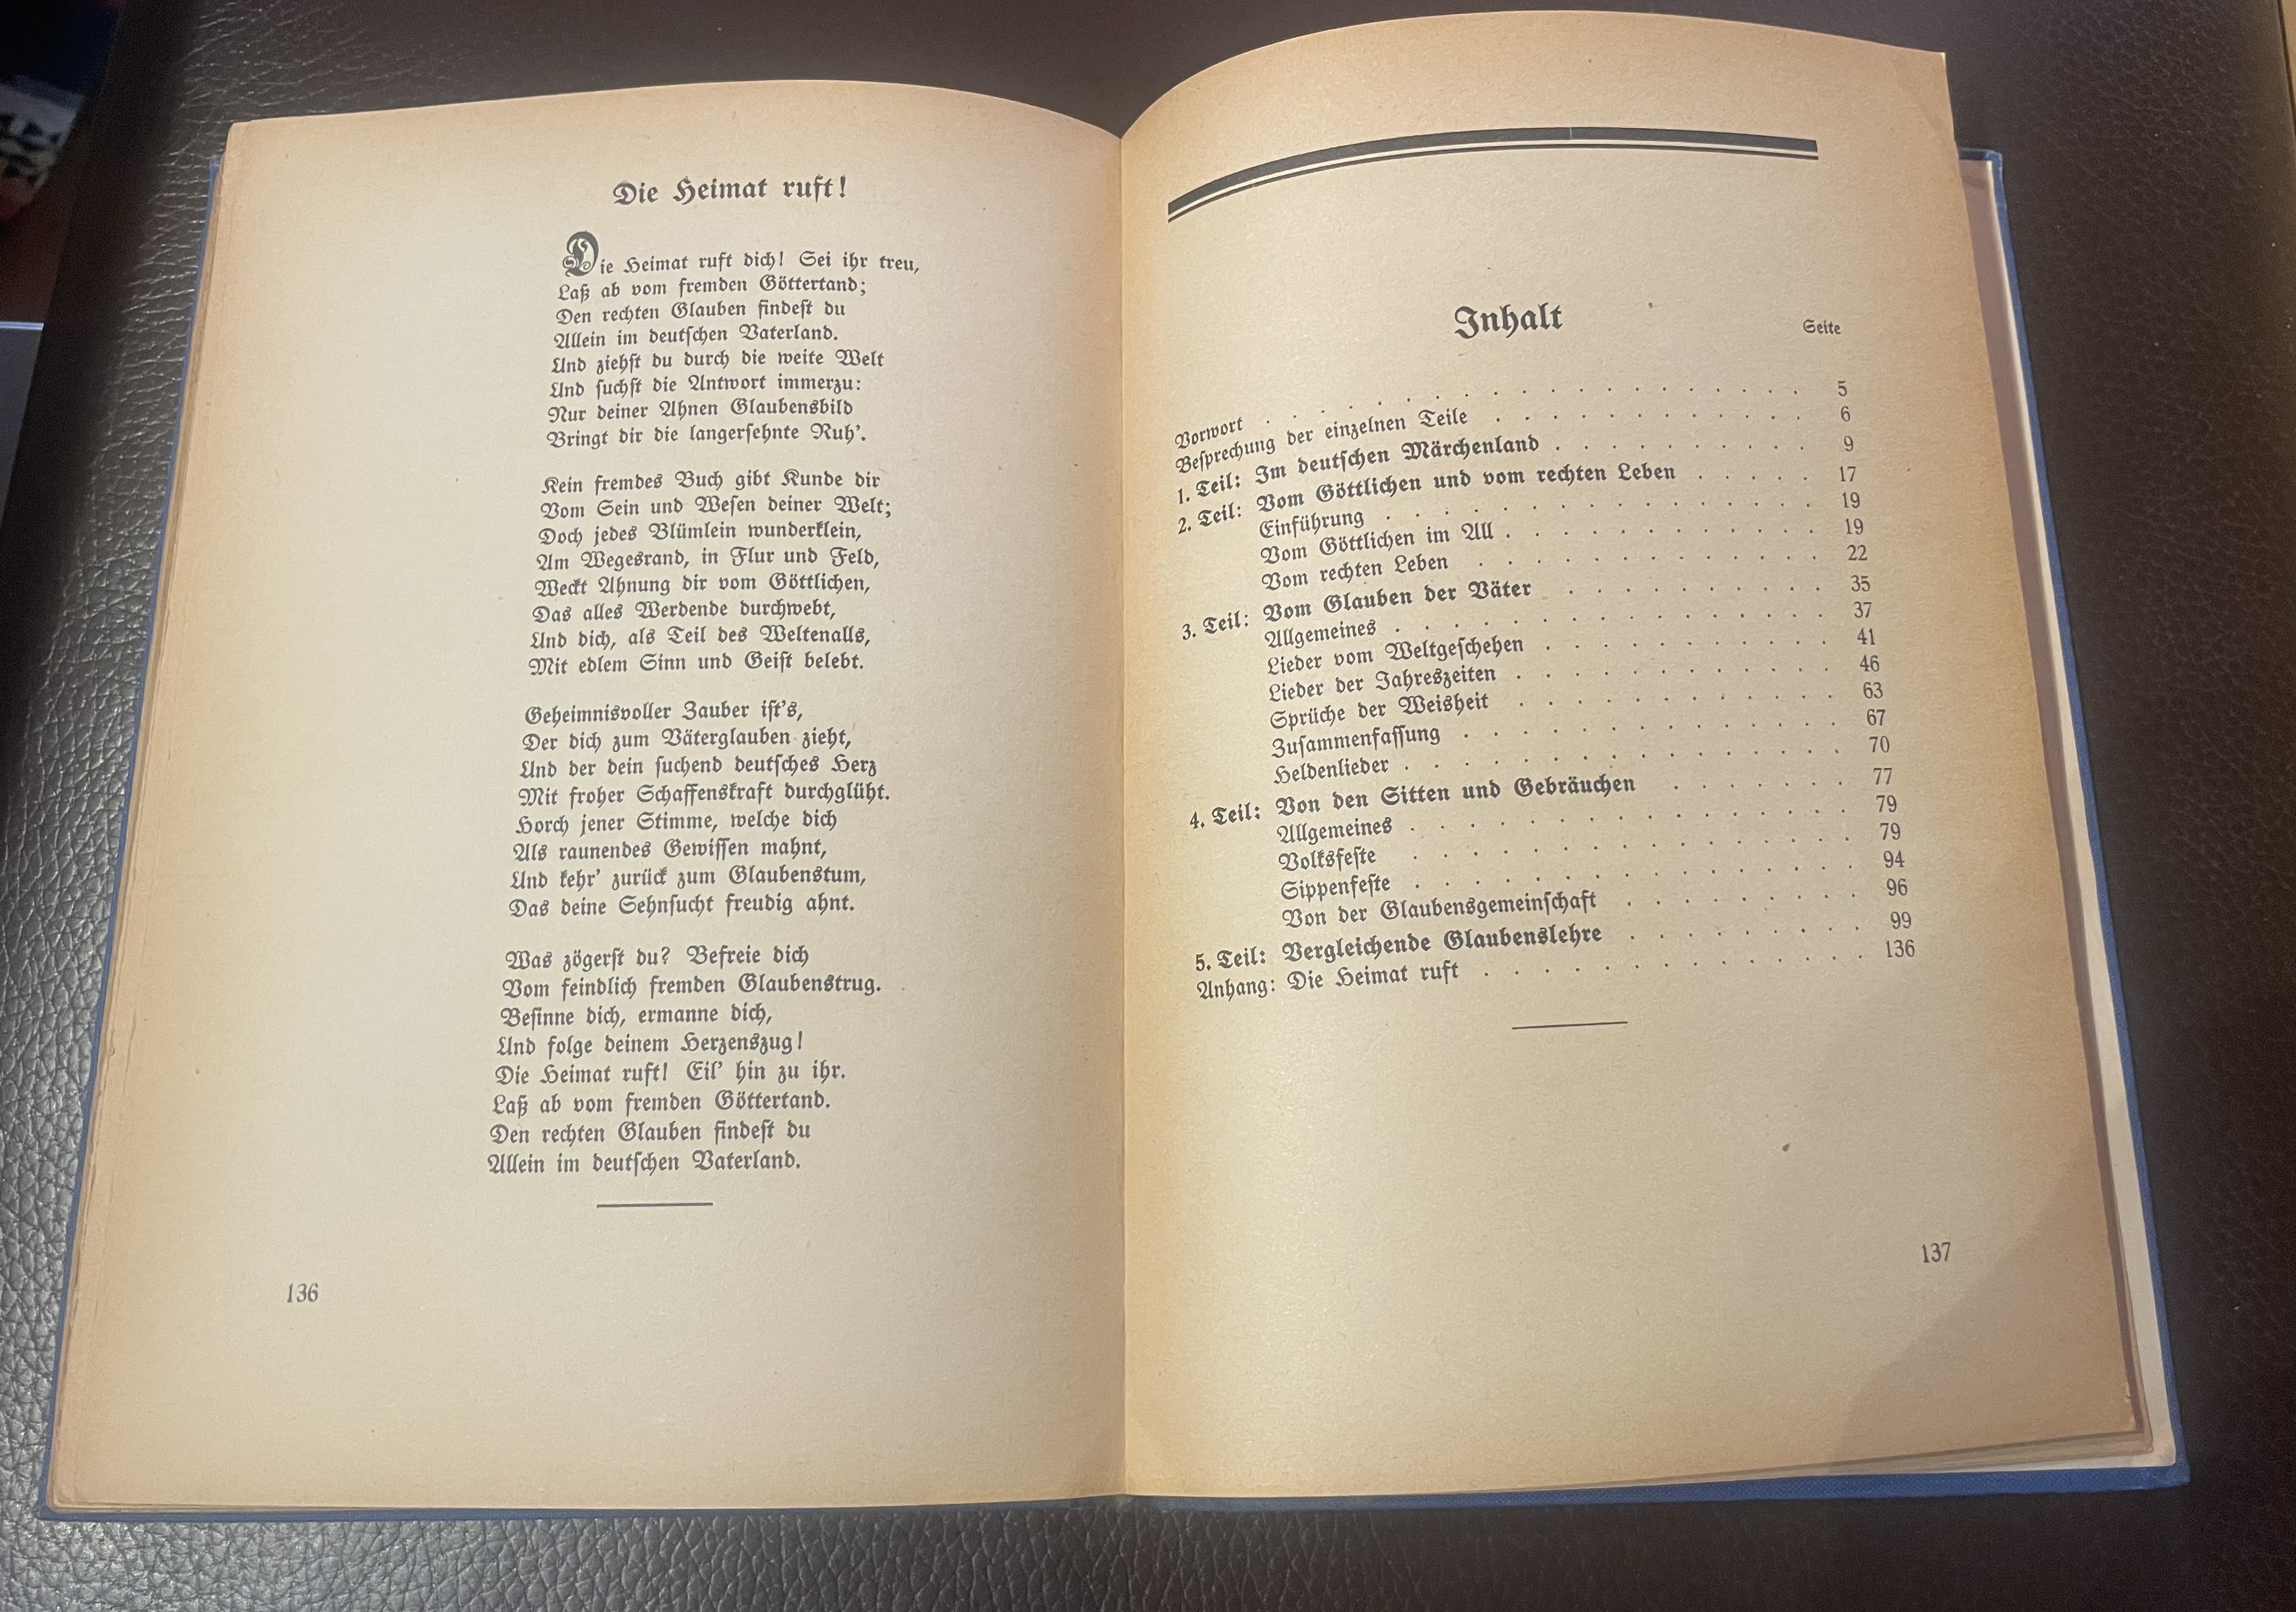 Die Heimat ruft!
Die Heimat ruft dich! Sei ihr treu,
Laß ab vom fremden Göttertand;
Den rechten Glauben findeſt du
Allein im deutſchen Vaterland.
Und ziehſt du durch die weite Welt
Und ſuchſt die Antwort immerzu:
Nur deiner Ahnen Glaubensbild
Bringt dir die langerſehnte Ruh’.
Kein fremdes Buch gibt Kunde dir
Vom Sein und Weſen deiner Welt;
Doch jedes Blümlein wunderklein,
Am Wegesrand, in Flur und Feld,
Weckt Ahnung dir vom Göttlichen,
Das alles Werdende durchwebt,
Und dich, als Teil des Weltenalls,
Mit edlem Sinn und Geiſt belebt.
Geheimnisvoller Zauber iſt’s,
Der dich zum Väterglauben zieht,
Und der dein ſuchend deutſches Herz
Mit froher Schaffenskraft durchglüht.
Horch jener Stimme, welche dich
Als raunendes Gewiſſen mahnt,
Und kehr’ zurück zum Glaubenstum,
Das deine Sehnſucht freudig ahnt.
Was zögerſt du? Befreie dich
Vom feindlich fremden Glaubenstrug.
Beſinne dich, ermanne dich,
Und folge deinem Herzenszug!
Die Heimat ruft! Eil’ hin zu ihr.
Laß ab vom fremden Göttertand.
Den rechten Glauben findeſt du
Allein im deutſchen Vaterland.
136
Inhalt
Seite
Vorwort . . . . . . . . . . . . . . . . 5
Beſprechung der einzelnen Teile . . . . . . . . . . . 6
1. Teil: Im deutſchen Märchenland . . . . . . . . . . 9
2. Teil: Vom Göttlichen und vom rechten Leben . . . . . 17
Einführung . . . . . . . . . . . . . . . 19
Vom Göttlichen im All . . . . . . . . . . . . 19
Vom rechten Leben . . . . . . . . . . . . . 22
3. Teil: Vom Glauben der Väter . . . . . . . . . . 35
Allgemeines . . . . . . . . . . . . . . . 37
Lieder vom Weltgeſchehen . . . . . . . . . . . 41
Lieder der Jahreszeiten . . . . . . . . . . . . 46
Sprüche der Weisheit . . . . . . . . . . . . 63
Zuſammenfaſſung . . . . . . . . . . . . . 67
Heldenlieder . . . . . . . . . . . . . . . 70
4. Teil: Von den Sitten und Gebräuchen . . . . . . . 77
Allgemeines . . . . . . . . . . . . . . . 79
Volksfeſte . . . . . . . . . . . . . . . 79
Sippenfeſte . . . . . . . . . . . . . . . 94
Von der Glaubensgemeinſchaft . . . . . . . . . 96
5. Teil: Vergleichende Glaubenslehre . . . . . . . . . 99
Anhang: Die Heimat ruft . . . . . . . . . . . . . 136
137